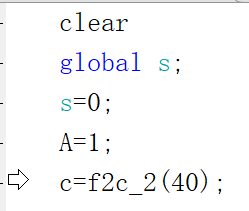 clear
global s;
s=0;
A=1;
c=f2c_2(40);